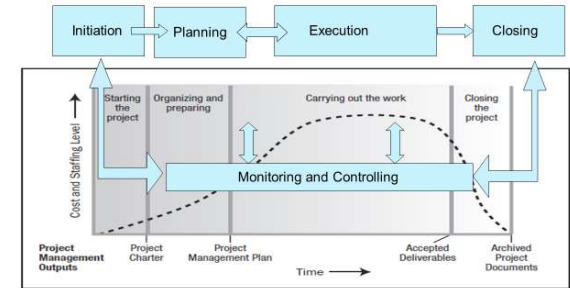 Initiation
Planning
Execution
Closing
Starting
the
project
Organizing and
preparing
Carrying out the work
Closing
the
project
Cost and Staffing Level
Monitoring and Controlling
Project
Management
Outputs
Project
Charter
Project
Management Plan
Time
Accepted
Deliverables
Archived
Project
Documents